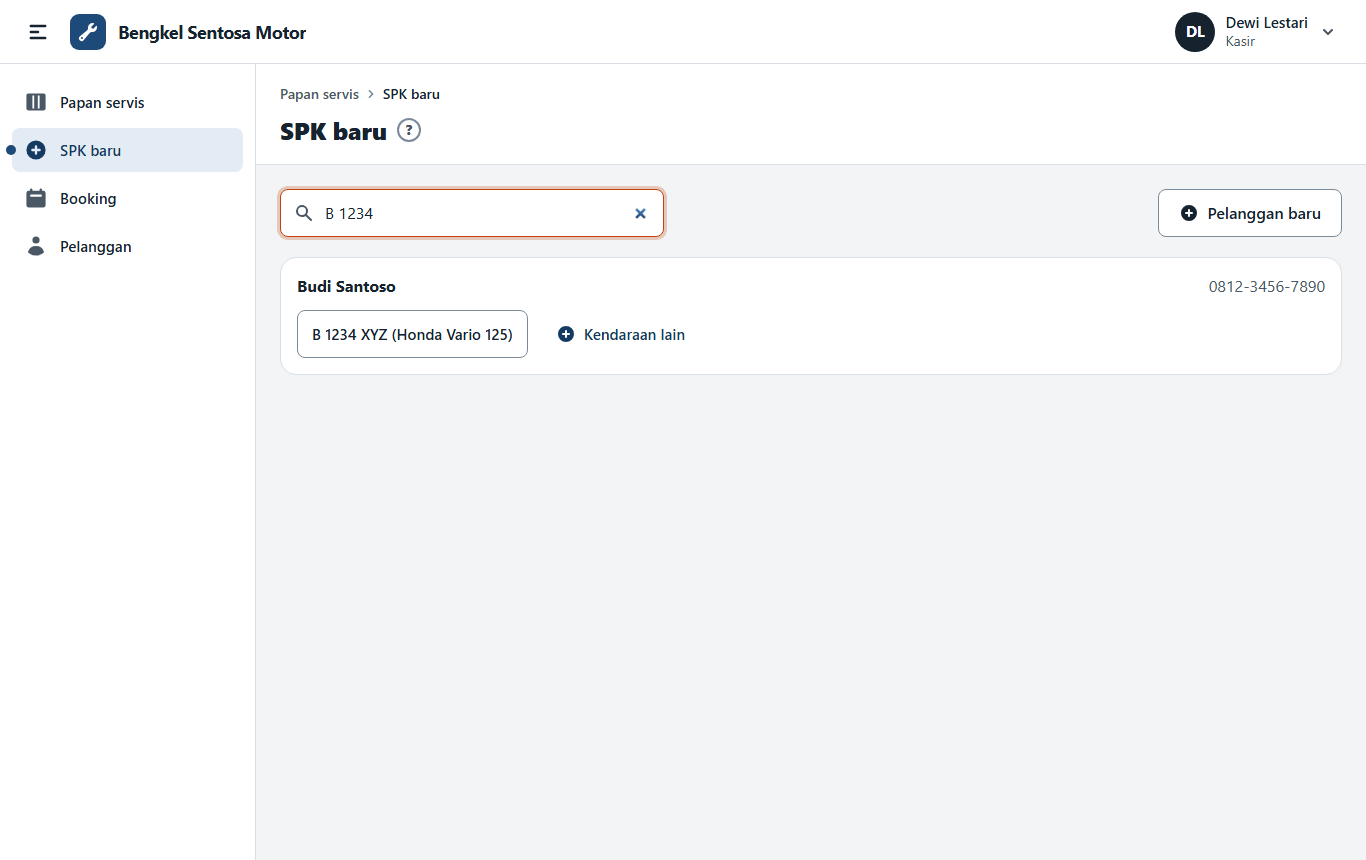 Bengkel Sentosa Motor
DL
Dewi Lestari
Kasir
Papan servis
SPK baru
Booking
Pelanggan
Papan servis > SPK baru
SPK baru ?
B 1234
Pelanggan baru
Budi Santoso
0812-3456-7890
B 1234 XYZ (Honda Vario 125)
Kendaraan lain